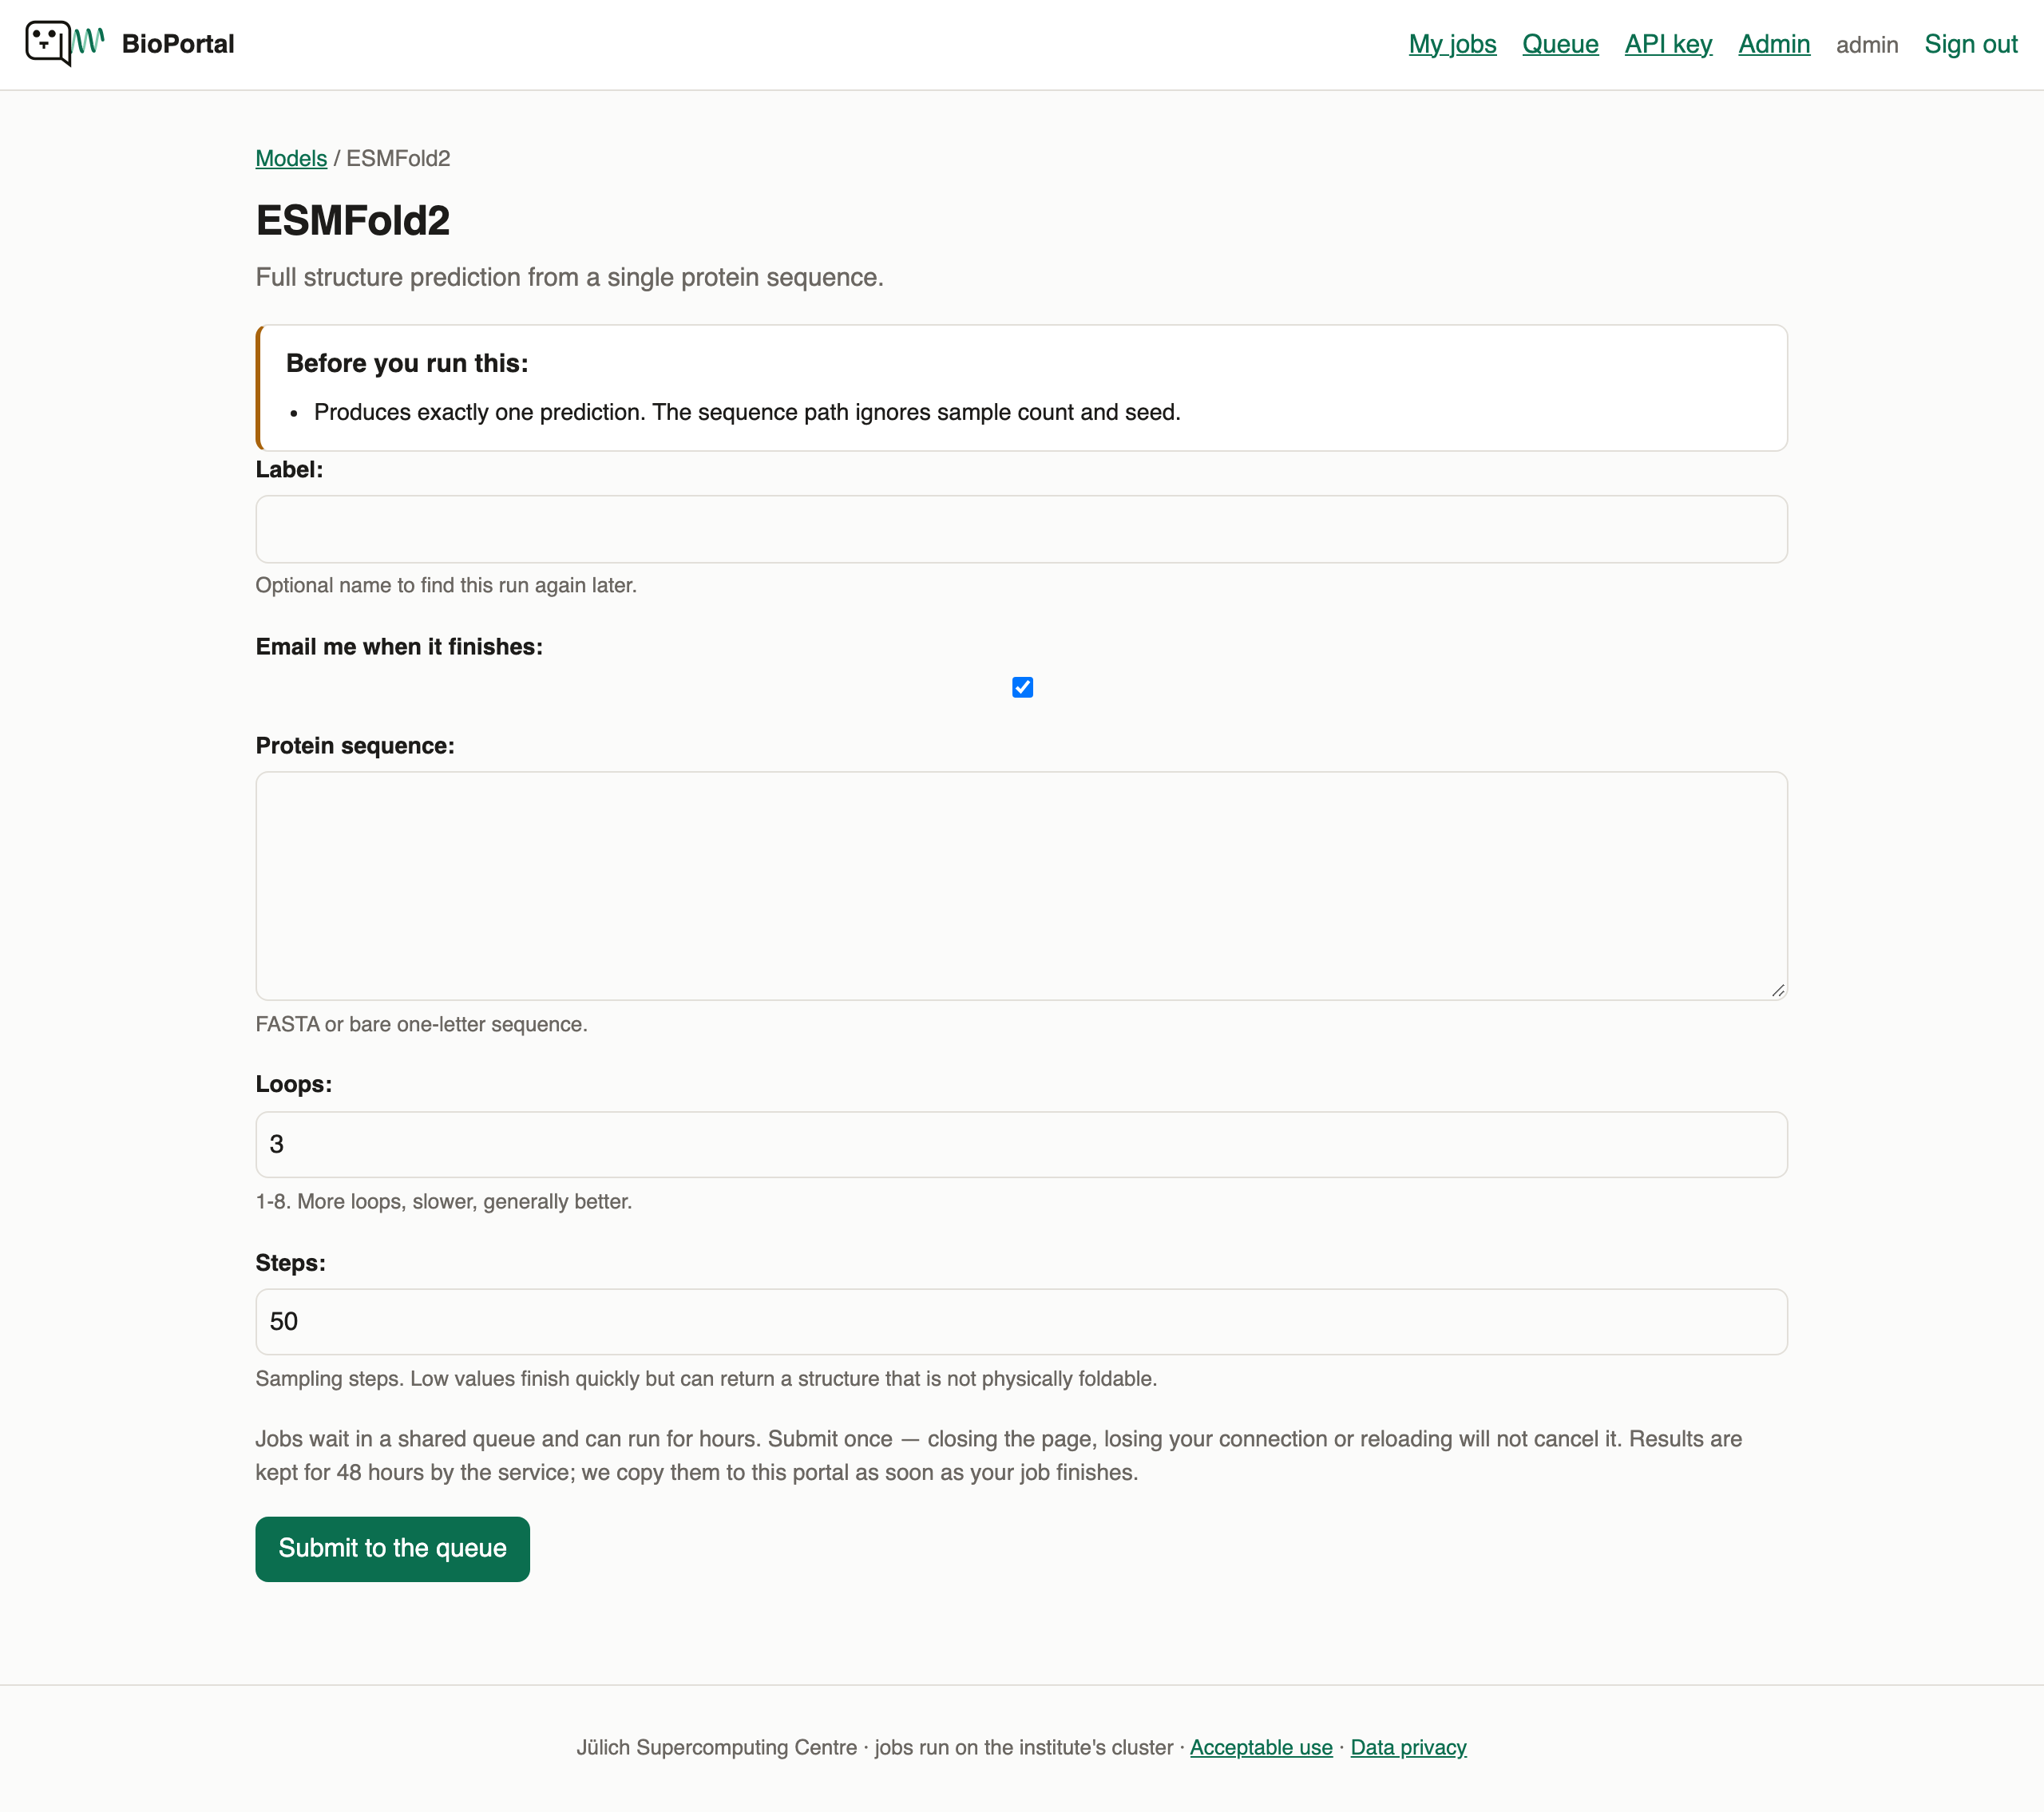 BioPortal
My jobs Queue API key Admin admin Sign out
Models / ESMFold2
ESMFold2
Full structure prediction from a single protein sequence.
Before you run this:
• Produces exactly one prediction. The sequence path ignores sample count and seed.
Label:
Optional name to find this run again later.
Email me when it finishes:
Protein sequence:
FASTA or bare one-letter sequence.
Loops:
3
1-8. More loops, slower, generally better.
Steps:
50
Sampling steps. Low values finish quickly but can return a structure that is not physically foldable.
Jobs wait in a shared queue and can run for hours. Submit once — closing the page, losing your connection or reloading will not cancel it. Results are
kept for 48 hours by the service; we copy them to this portal as soon as your job finishes.
Submit to the queue
Jülich Supercomputing Centre · jobs run on the institute's cluster · Acceptable use · Data privacy